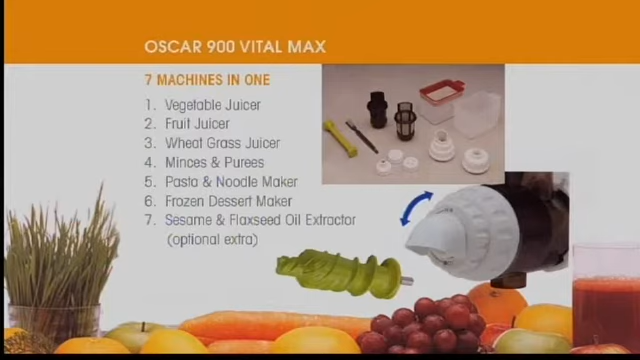 OSCAR 900 VITAL MAX
7 MACHINES IN ONE
1. Vegetable Juicer
2. Fruit Juicer
3. Wheat Grass Juicer
4. Minces & Purees
5. Pasta & Noodle Maker
6. Frozen Dessert Maker
7. Sesame & Flaxseed Oil Extractor
(optional extra)